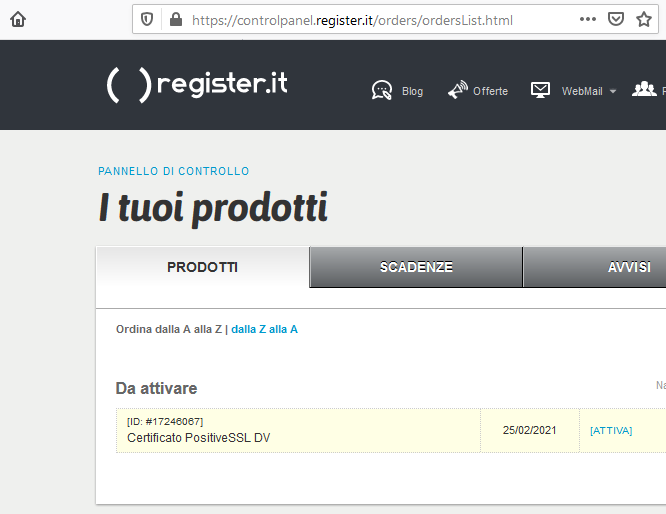 https://controlpanel.register.it/orders/ordersList.html
register.it
Blog
Offerte
WebMail
PANNELLO DI CONTROLLO
I tuoi prodotti
PRODOTTI
SCADENZE
AVVISI
Ordina dalla A alla Z | dalla Z alla A
Da attivare
Na
[ID: #17246067]
Certificato PositiveSSL DV
25/02/2021
[ATTIVA]